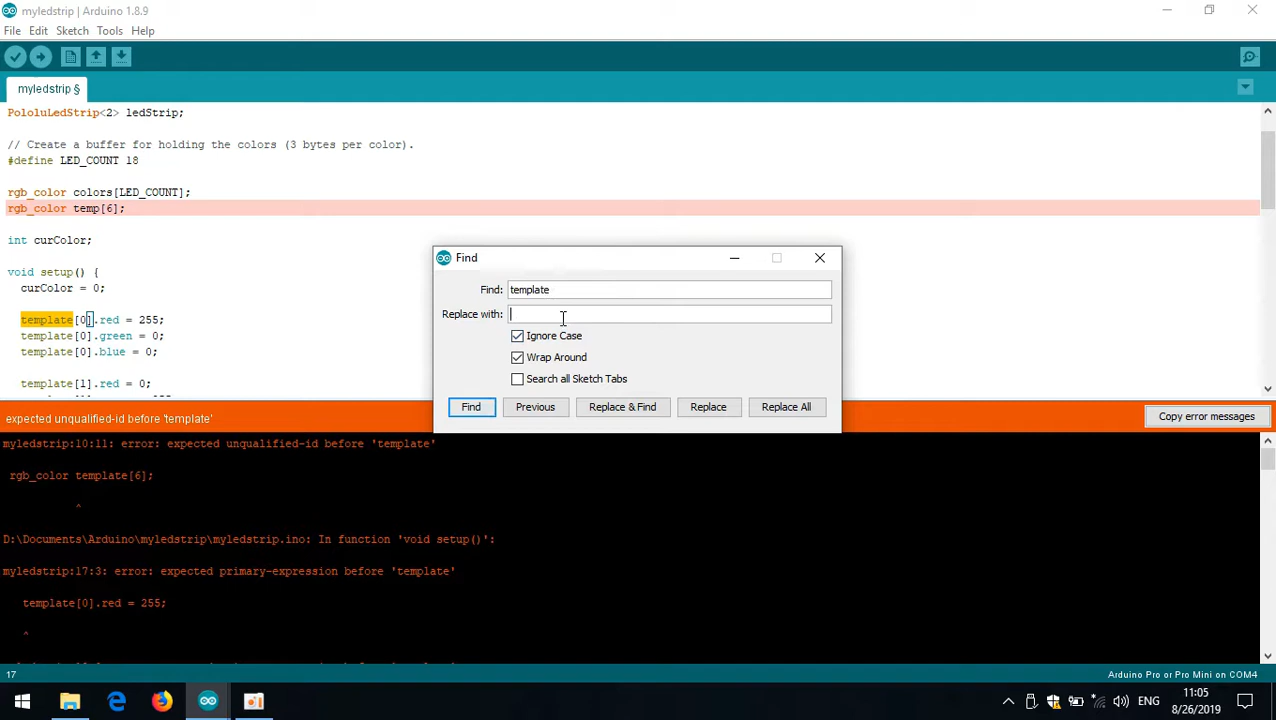 myledstrip | Arduino 1.8.9
File Edit Sketch Tools Help
myledstrip §
PololuLedStrip<2> ledStrip;
// Create a buffer for holding the colors (3 bytes per color).
#define LED_COUNT 18
rgb_color colors[LED_COUNT];
rgb_color temp[6];
int curColor;
void setup() {
curColor = 0;
template[0].red = 255;
template[0].green = 0;
template[0].blue = 0;
template[1].red = 0;
Find
Find: template
Replace with:
Ignore Case
Wrap Around
Search all Sketch Tabs
Find Previous Replace & Find Replace Replace All
expected unqualified-id before 'template'
Copy error messages
myledstrip:10:11: error: expected unqualified-id before 'template'
rgb_color template[6];
^
D:\Documents\Arduino\myledstrip\myledstrip.ino: In function 'void setup()':
myledstrip:17:3: error: expected primary-expression before 'template'
template[0].red = 255;
^
17
Arduino Pro or Pro Mini on COM4
ENG
11:05
8/26/2019